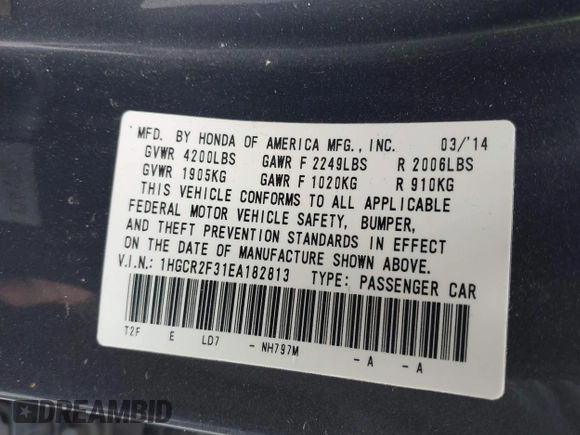 MFD. BY HONDA OF AMERICA MFG., INC. 03/'14
GVWR 4200LBS GAWR F 2249LBS R 2006LBS
GVWR 1905KG GAWR F 1020KG R 910KG
THIS VEHICLE CONFORMS TO ALL APPLICABLE
FEDERAL MOTOR VEHICLE SAFETY, BUMPER,
AND THEFT PREVENTION STANDARDS IN EFFECT
ON THE DATE OF MANUFACTURE SHOWN ABOVE.
V.I.N.: 1HGCR2F31EA182813 TYPE: PASSENGER CAR
T2F E LD7 - NH797M - A - A
DREAMBID